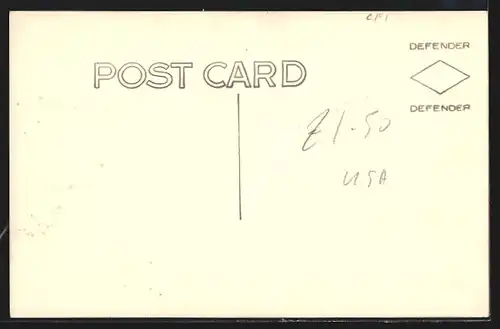 DEFENDER
POST CARD
DEFENDER
£1-50
USA